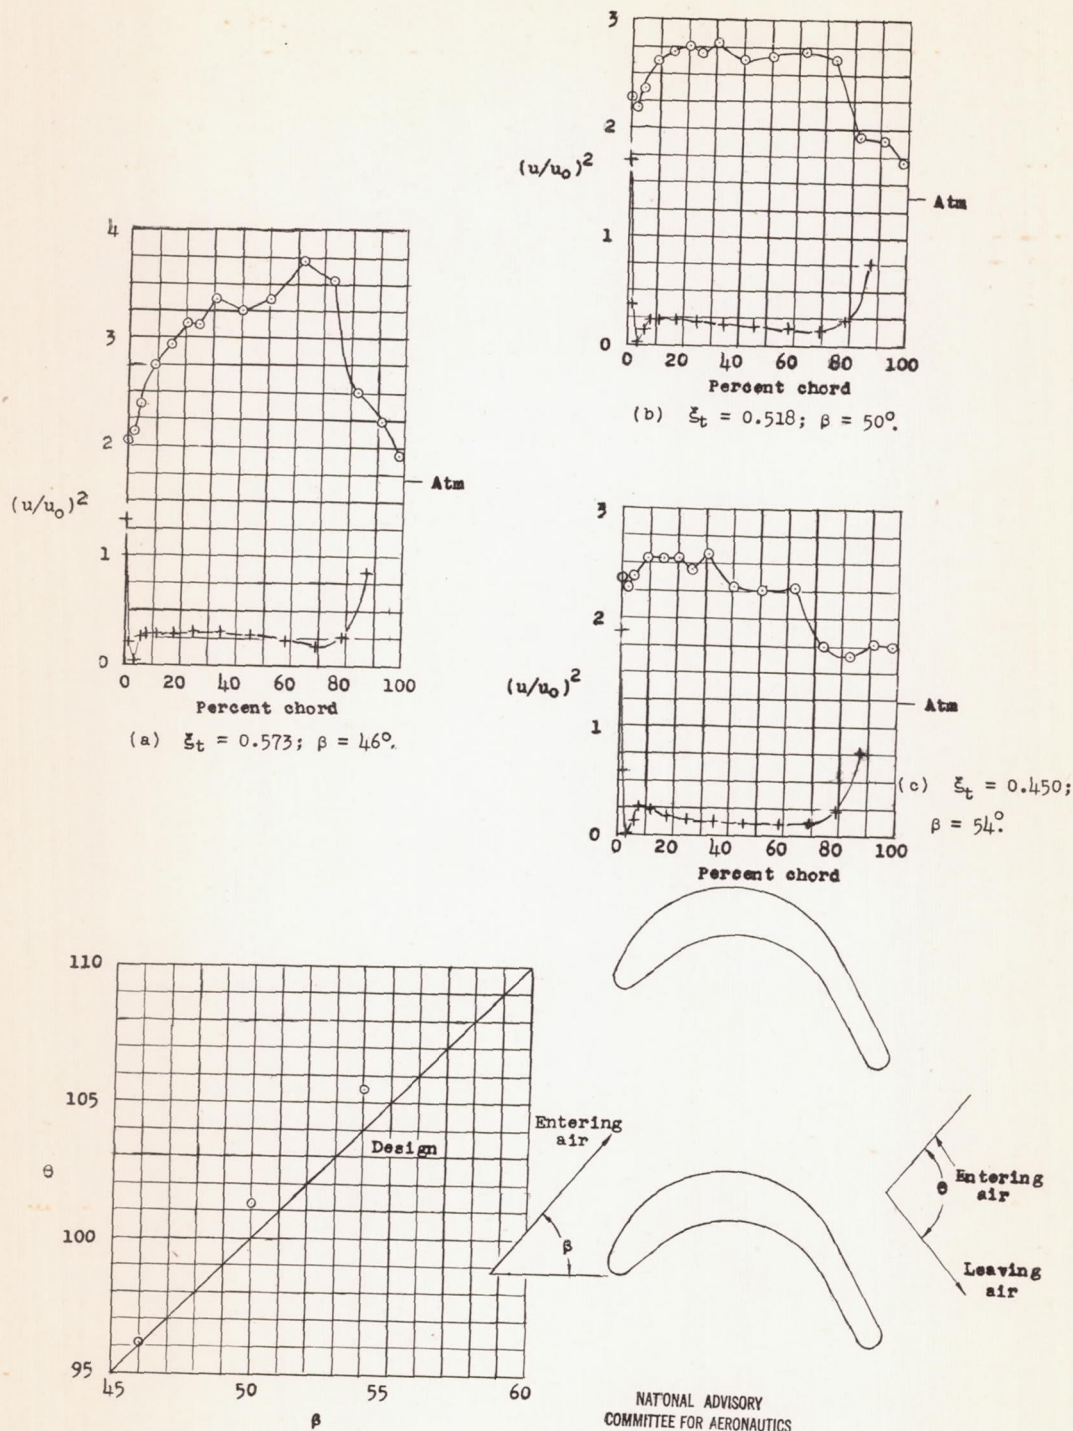 3
2
(u/u₀)²
Atm
1
0
0 20 40 60 80 100
Percent chord
(b) ξt = 0.518; β = 50°.
4
3
2
Atm
(u/u₀)²
1
0
0 20 40 60 80 100
Percent chord
(a) ξt = 0.573; β = 46°.
3
2
(u/u₀)²
1
Atm
0
0 20 40 60 80 100
Percent chord
(c) ξt = 0.450;
β = 54°.
110
105
Design
θ
100
95
45 50 55 60
β
Entering
air
β
θ
Entering
air
Leaving
air
NATIONAL ADVISORY
COMMITTEE FOR AERONAUTICS